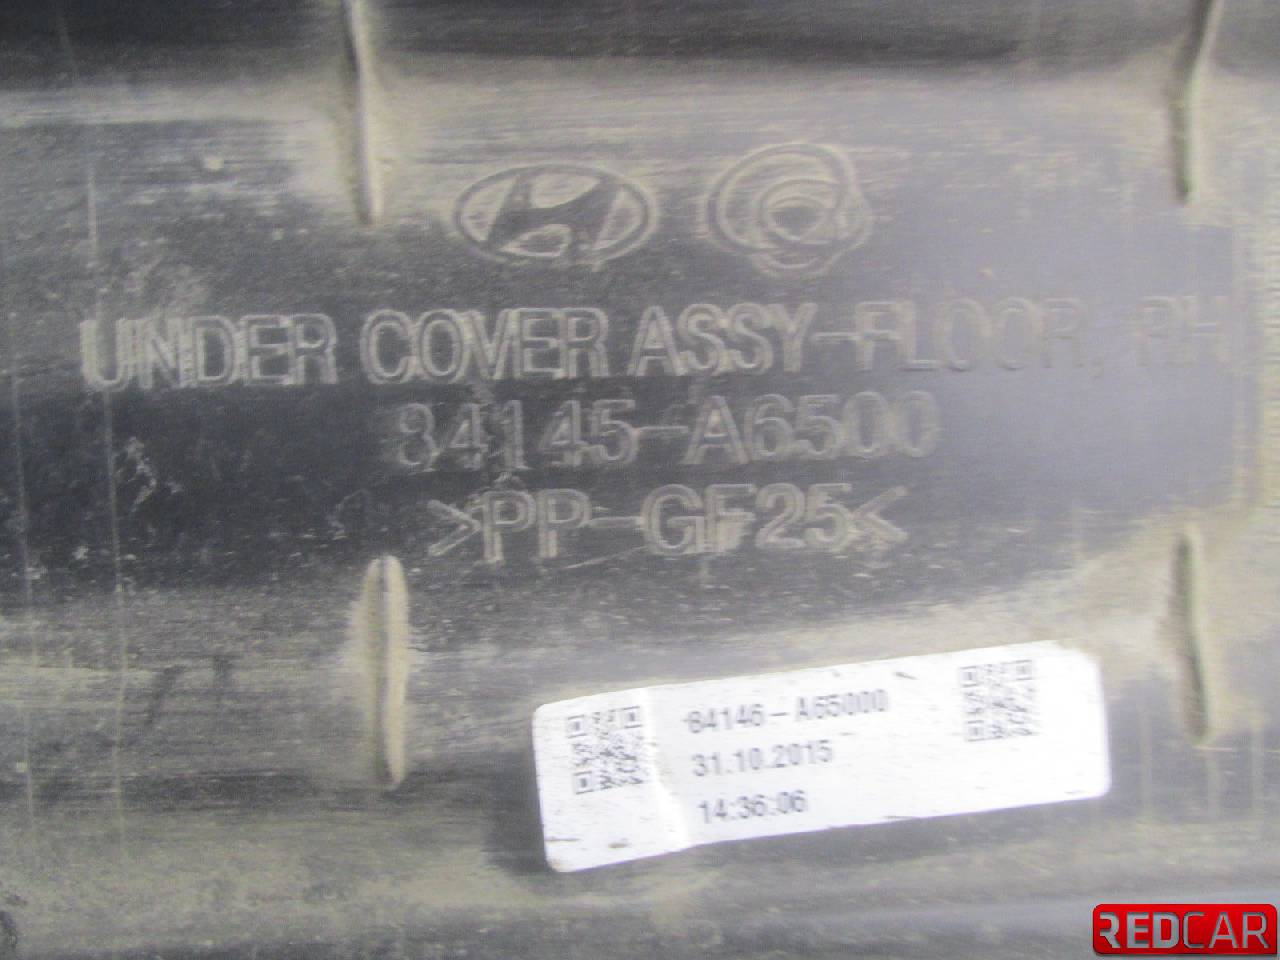 UNDER COVER ASSY-FLOOR, RH
84145-A6500
>PP-GF25<
84146-A65000
31.10.2015
14:36:06
REDCAR